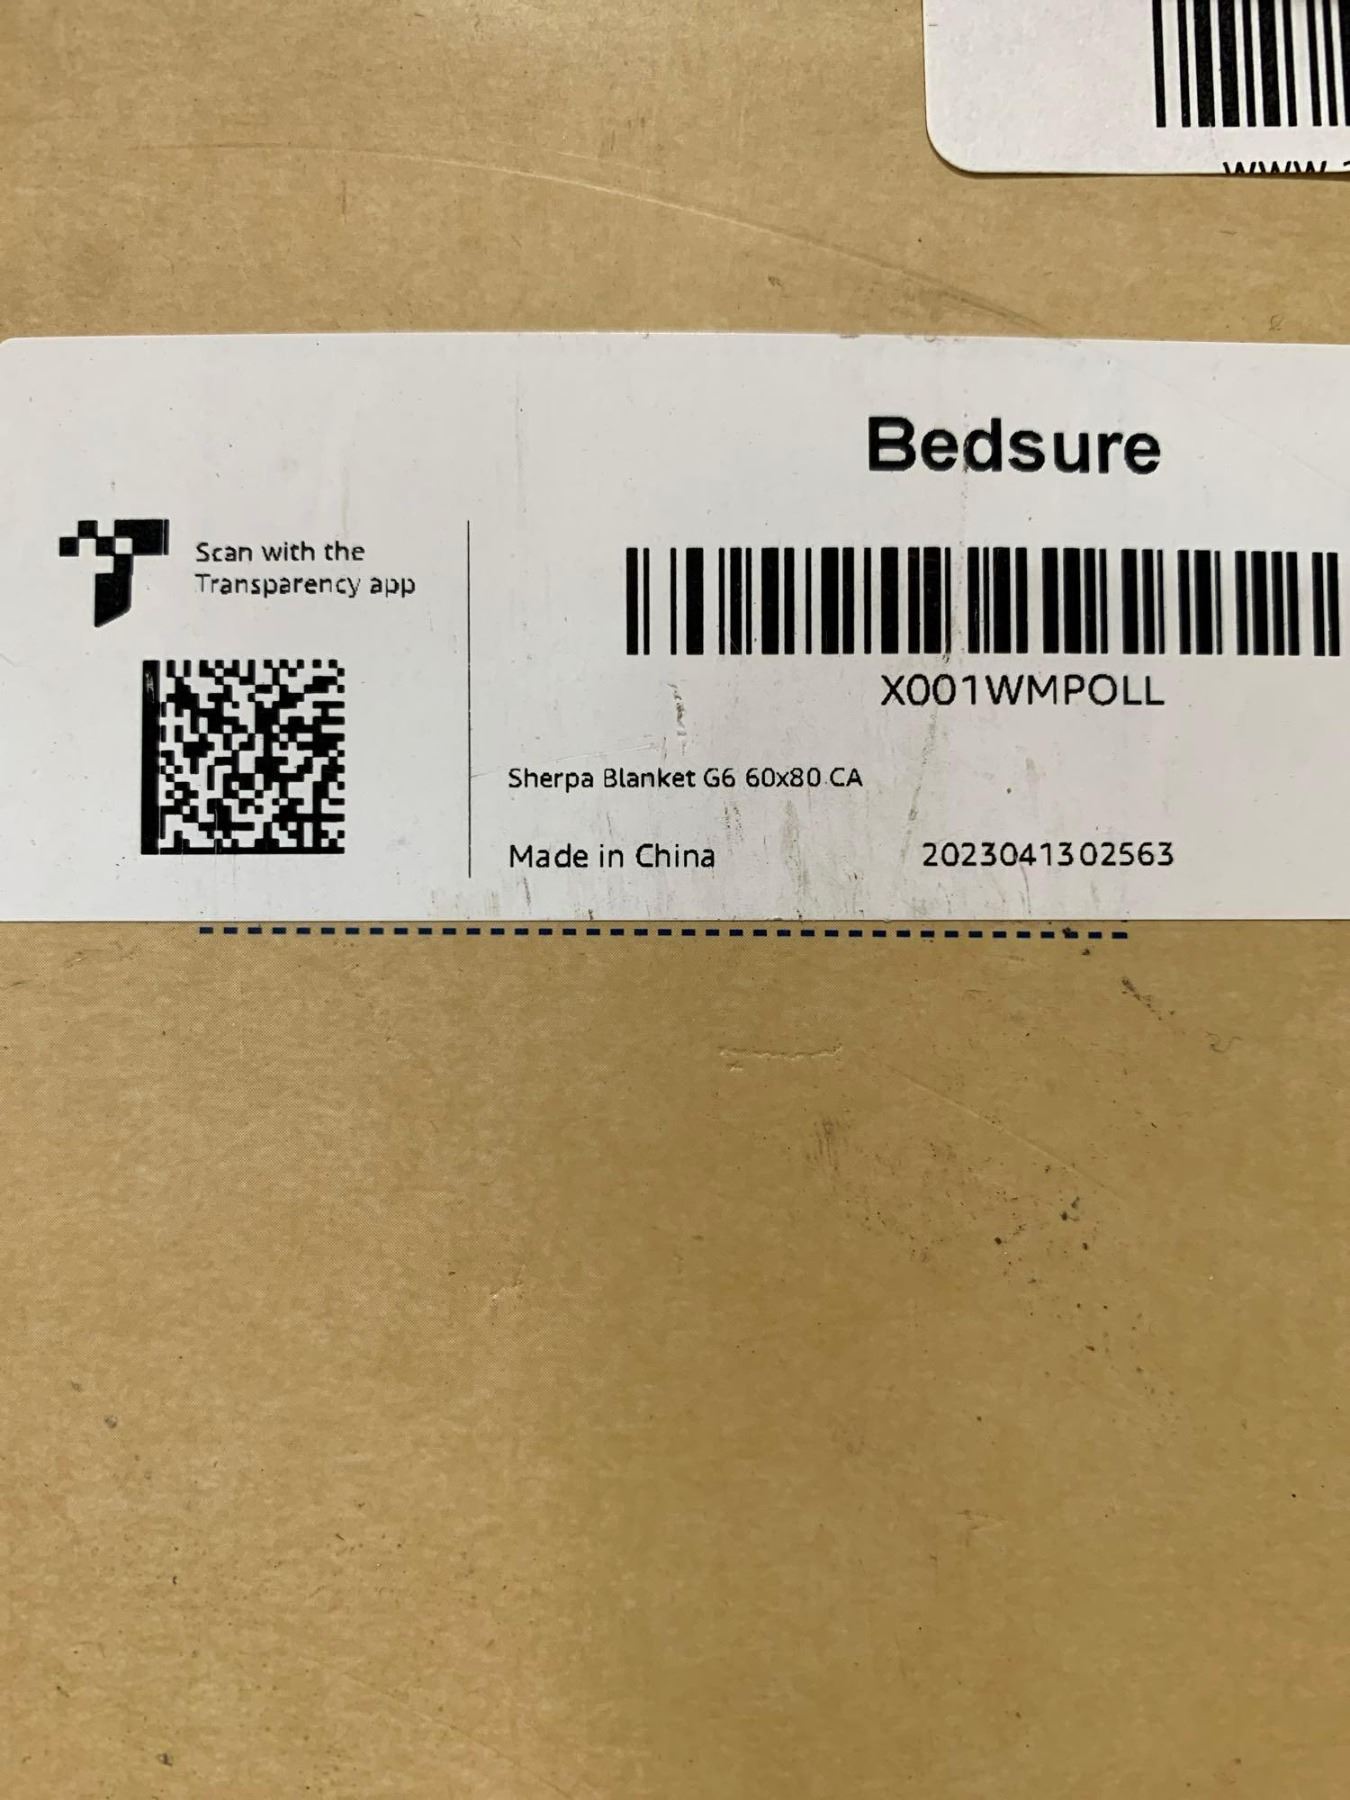 Bedsure
Scan with the
Transparency app
X001WMPOLL
Sherpa Blanket G6 60x80 CA
Made in China
2023041302563